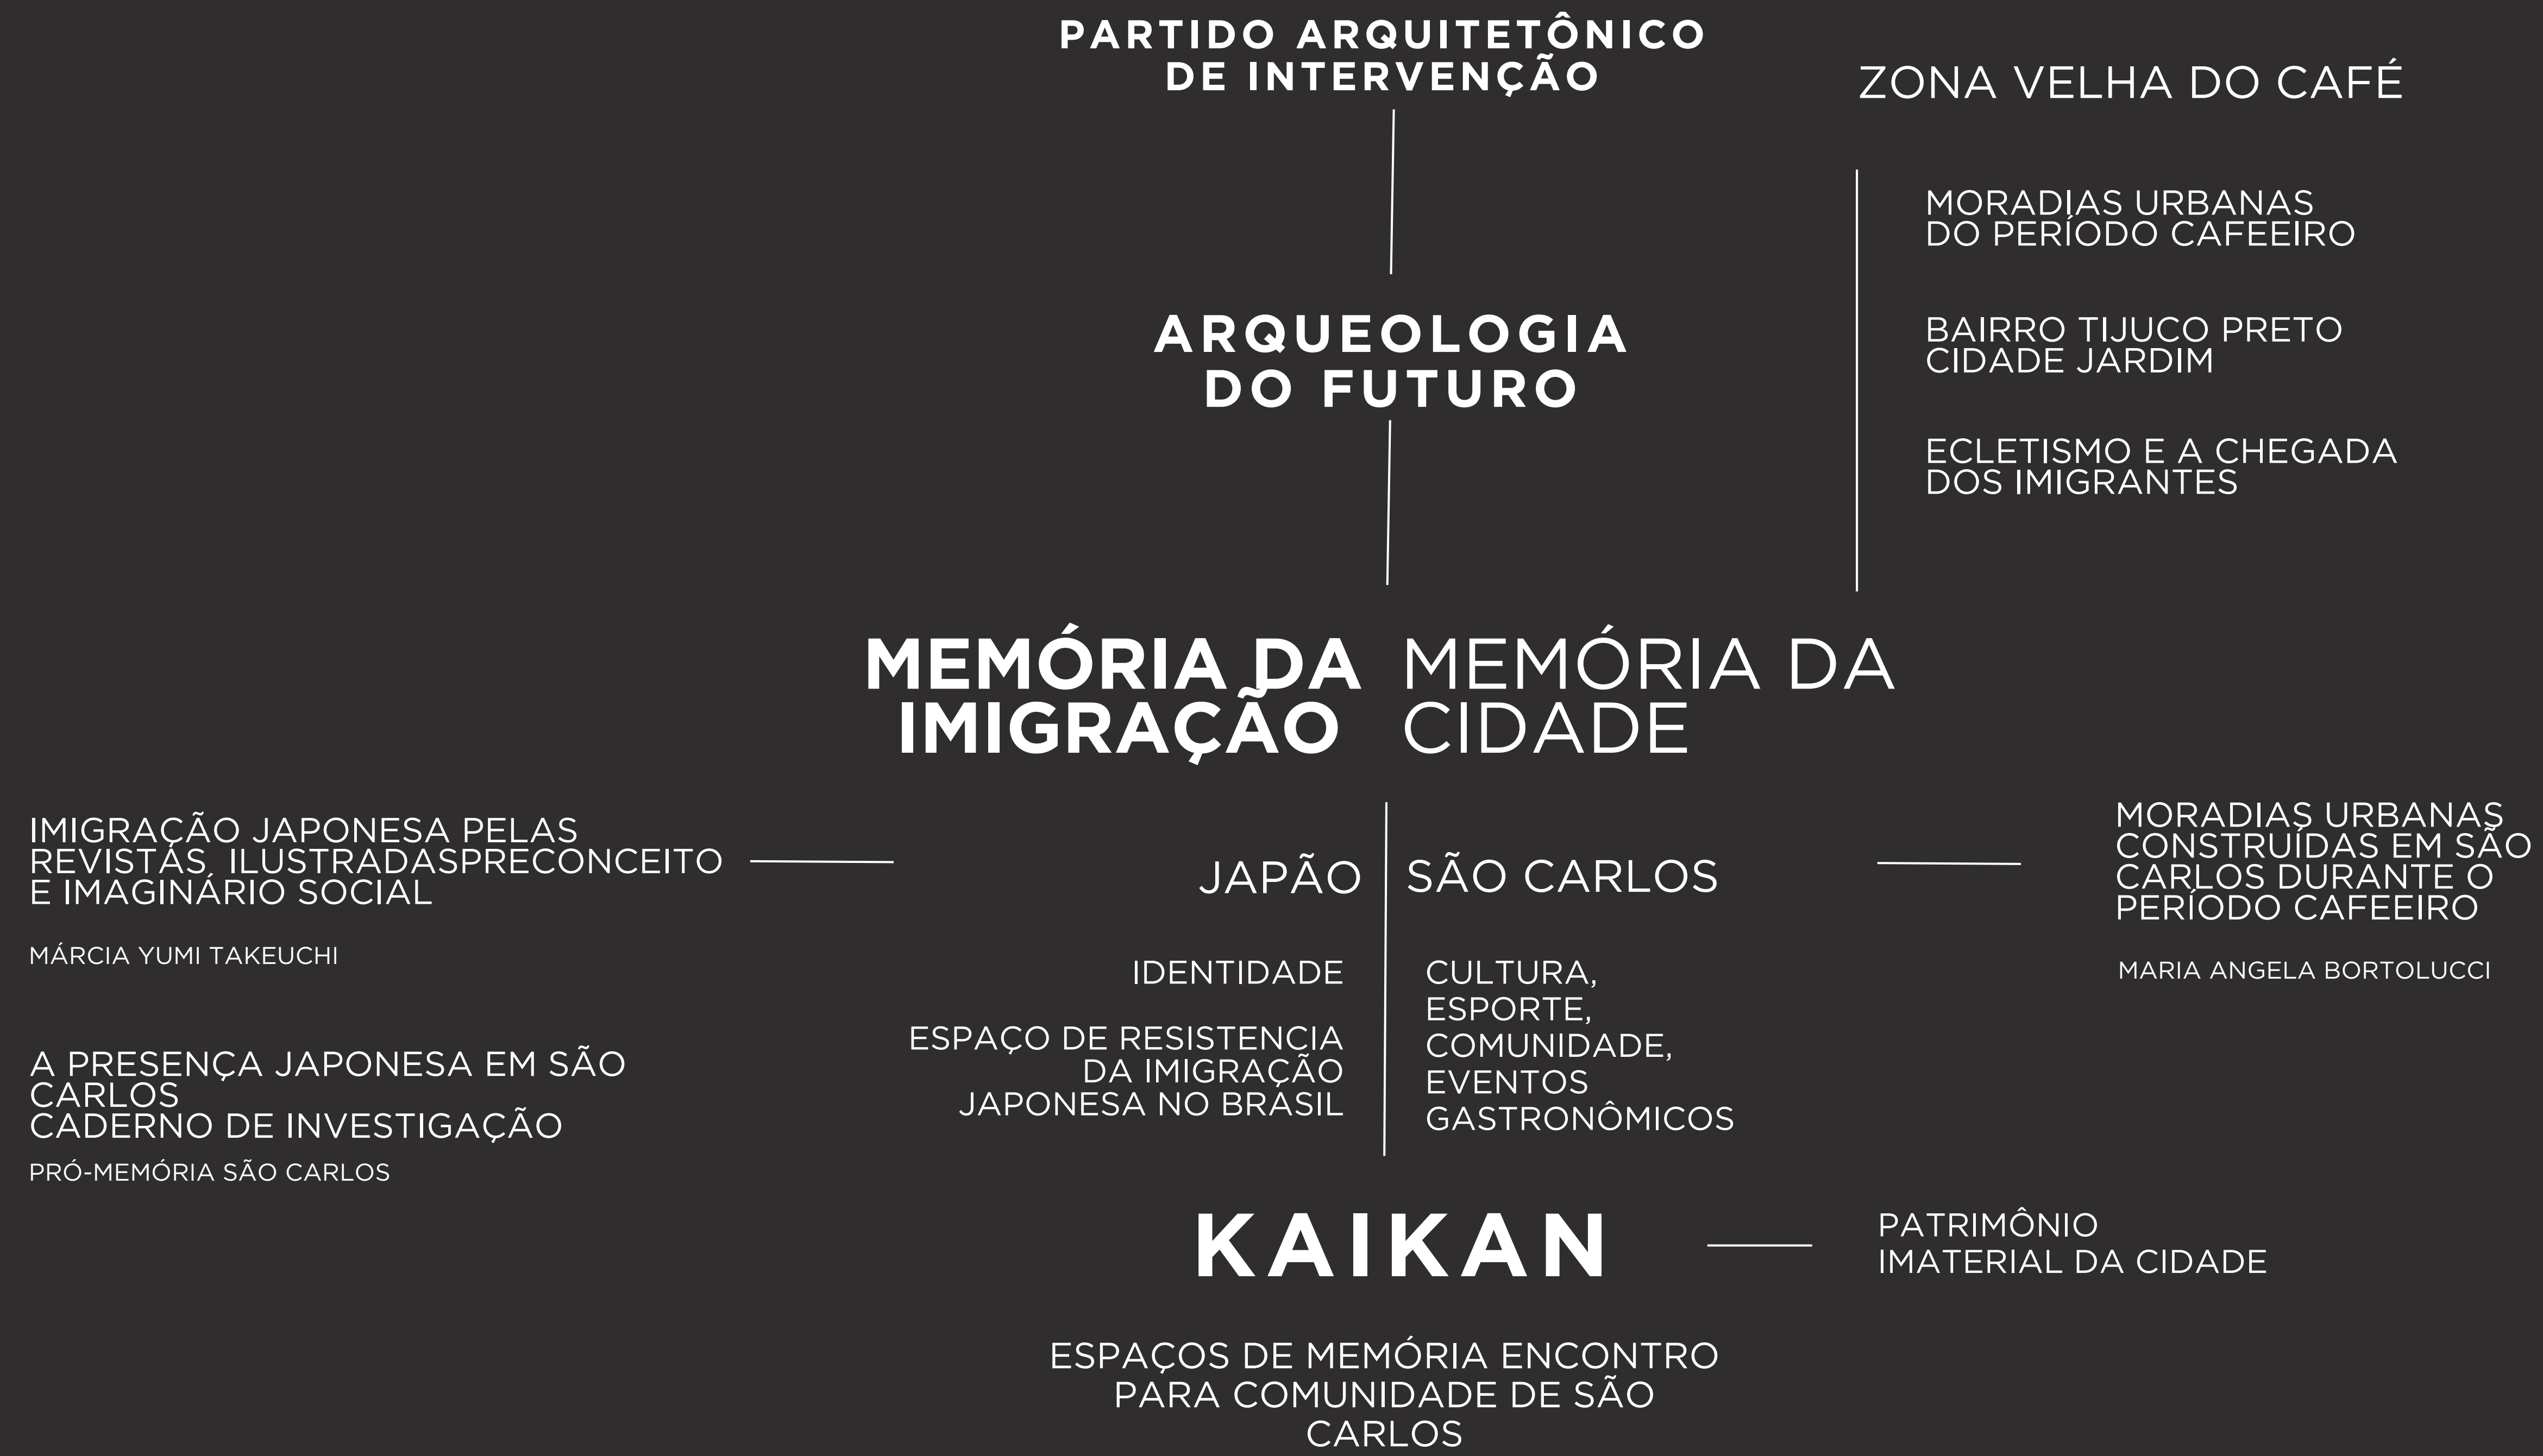 PARTIDO ARQUITETÔNICO
DE INTERVENÇÃO
ZONA VELHA DO CAFÉ
MORADIAS URBANAS
DO PERÍODO CAFEEIRO
BAIRRO TIJUCO PRETO
CIDADE JARDIM
ECLETISMO E A CHEGADA
DOS IMIGRANTES
ARQUEOLOGIA
DO FUTURO
MEMÓRIA DA
IMIGRAÇÃO
MEMÓRIA DA
CIDADE
IMIGRAÇÃO JAPONESA PELAS
REVISTAS ILUSTRADASPRECONCEITO
E IMAGINÁRIO SOCIAL
MÁRCIA YUMI TAKEUCHI
A PRESENÇA JAPONESA EM SÃO
CARLOS
CADERNO DE INVESTIGAÇÃO
PRÓ-MEMÓRIA SÃO CARLOS
JAPÃO
IDENTIDADE
ESPAÇO DE RESISTENCIA
DA IMIGRAÇÃO
JAPONESA NO BRASIL
SÃO CARLOS
CULTURA,
ESPORTE,
COMUNIDADE,
EVENTOS
GASTRONÔMICOS
MORADIAS URBANAS
CONSTRUÍDAS EM SÃO
CARLOS DURANTE O
PERÍODO CAFEEIRO
MARIA ANGELA BORTOLUCCI
KAIKAN
PATRIMÔNIO
IMATERIAL DA CIDADE
ESPAÇOS DE MEMÓRIA ENCONTRO
PARA COMUNIDADE DE SÃO
CARLOS